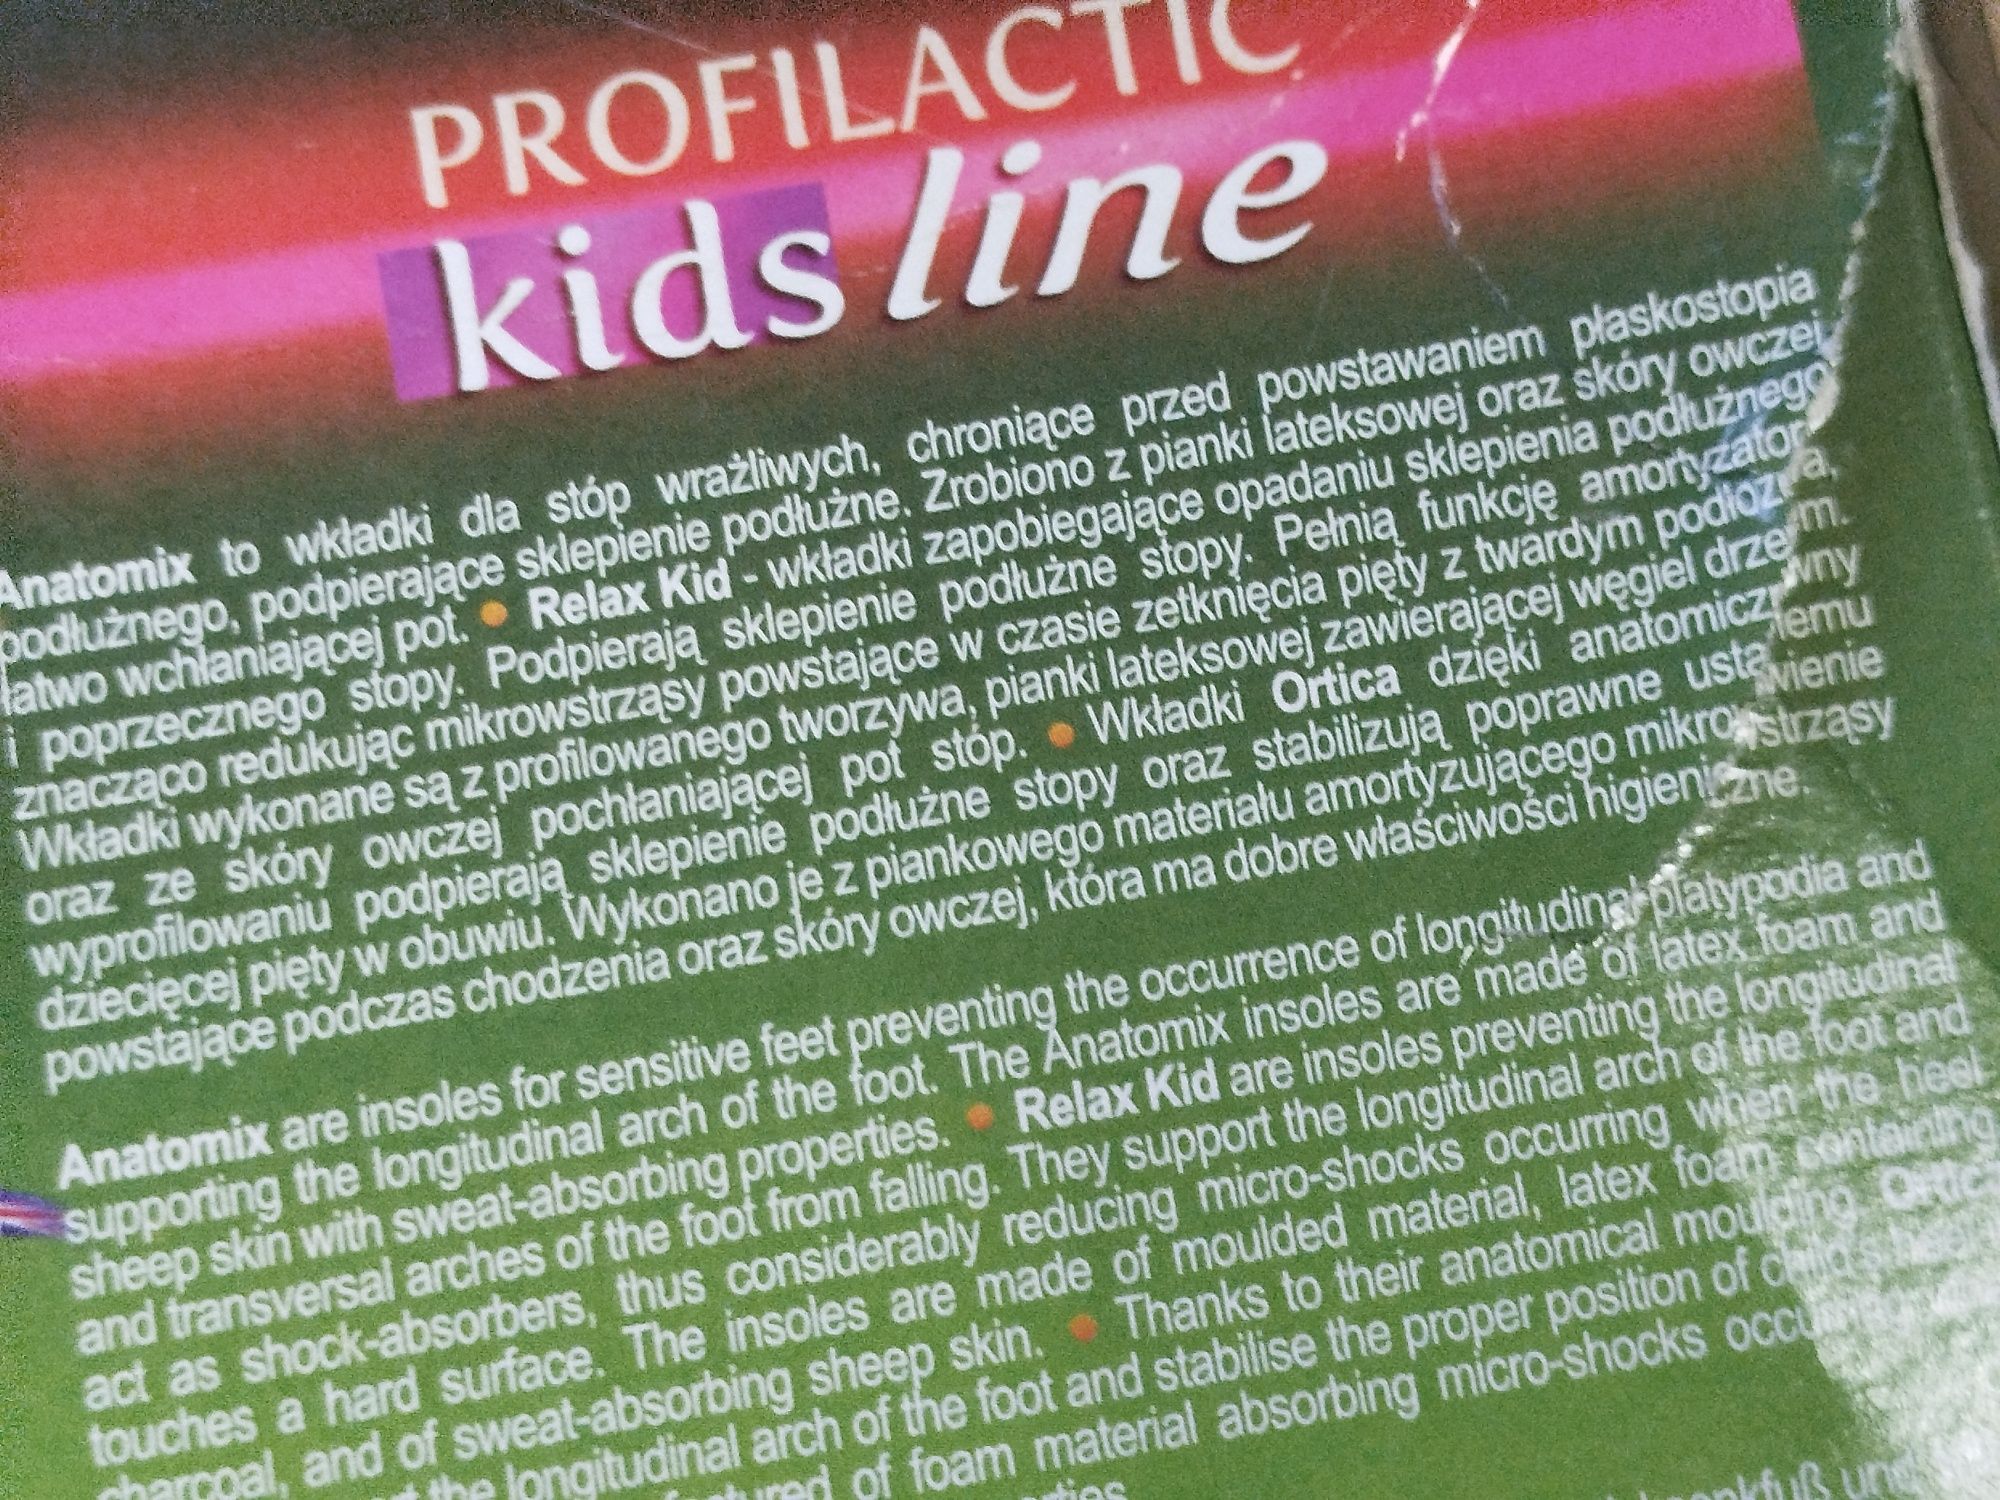 PROFILACTIC
kids line
Anatomix to wkładki dla stóp wrażliwych, chroniące przed powstawaniem płaskostopia
podłużnego, podpierające sklepienie podłużne. Zrobiono z pianki lateksowej oraz skóry owczej
łatwo wchłaniającej pot. • Relax Kid - wkładki zapobiegające opadaniu sklepienia podłużnego
i poprzecznego stopy. Podpierają sklepienie podłużne stopy. Pełnią funkcję amortyzatora,
znacząco redukując mikrowstrząsy powstające w czasie zetknięcia pięty z twardym podłożem.
Wkładki wykonane są z profilowanego tworzywa, pianki lateksowej zawierającej węgiel drzewny
oraz ze skóry owczej pochłaniającej pot stóp. • Wkładki Ortica dzięki anatomicznemu
wyprofilowaniu podpierają sklepienie podłużne stopy oraz stabilizują poprawne ustawienie
dziecięcej pięty w obuwiu. Wykonano je z piankowego materiału amortyzującego mikrowstrząsy
powstające podczas chodzenia oraz skóry owczej, która ma dobre właściwości higieniczne.
Anatomix are insoles for sensitive feet preventing the occurrence of longitudinal platypodia and
supporting the longitudinal arch of the foot. The Anatomix insoles are made of latex foam and
sheep skin with sweat-absorbing properties. • Relax Kid are insoles preventing the longitudinal
and transversal arches of the foot from falling. They support the longitudinal arch of the foot and
act as shock-absorbers, thus considerably reducing micro-shocks occurring when the heel
touches a hard surface. The insoles are made of moulded material, latex foam containing
charcoal, and of sweat-absorbing sheep skin. • Thanks to their anatomical moulding Ortica
the longitudinal arch of the foot and stabilise the proper position of child's heel
of foam material absorbing micro-shocks